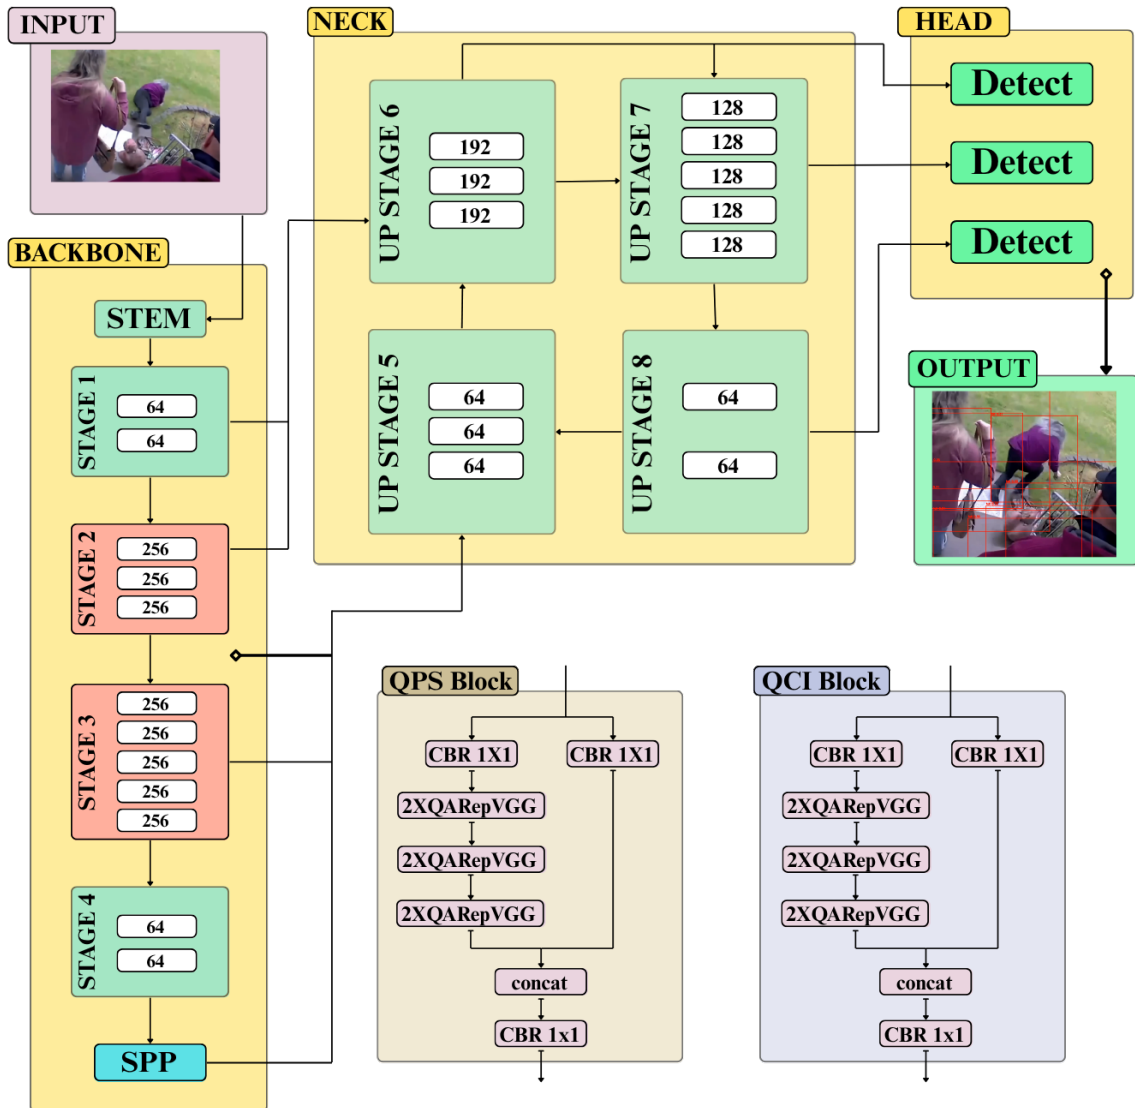 INPUT
BACKBONE
STEM
STAGE 1
64
64
STAGE 2
256
256
256
STAGE 3
256
256
256
256
256
STAGE 4
64
64
SPP
NECK
UP STAGE 6
192
192
192
UP STAGE 7
128
128
128
128
128
UP STAGE 5
64
64
64
UP STAGE 8
64
64
HEAD
Detect
Detect
Detect
OUTPUT
QPS Block
CBR 1X1
CBR 1X1
2XQARepVGG
2XQARepVGG
2XQARepVGG
concat
CBR 1x1
QCI Block
CBR 1X1
CBR 1X1
2XQARepVGG
2XQARepVGG
2XQARepVGG
concat
CBR 1x1